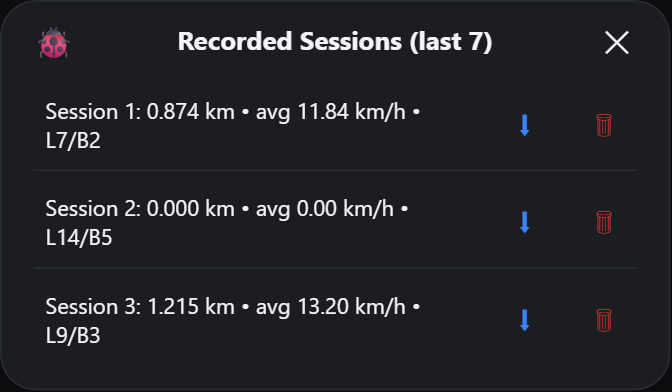 Recorded Sessions (last 7)
Session 1: 0.874 km • avg 11.84 km/h •
L7/B2
Session 2: 0.000 km • avg 0.00 km/h •
L14/B5
Session 3: 1.215 km • avg 13.20 km/h •
L9/B3